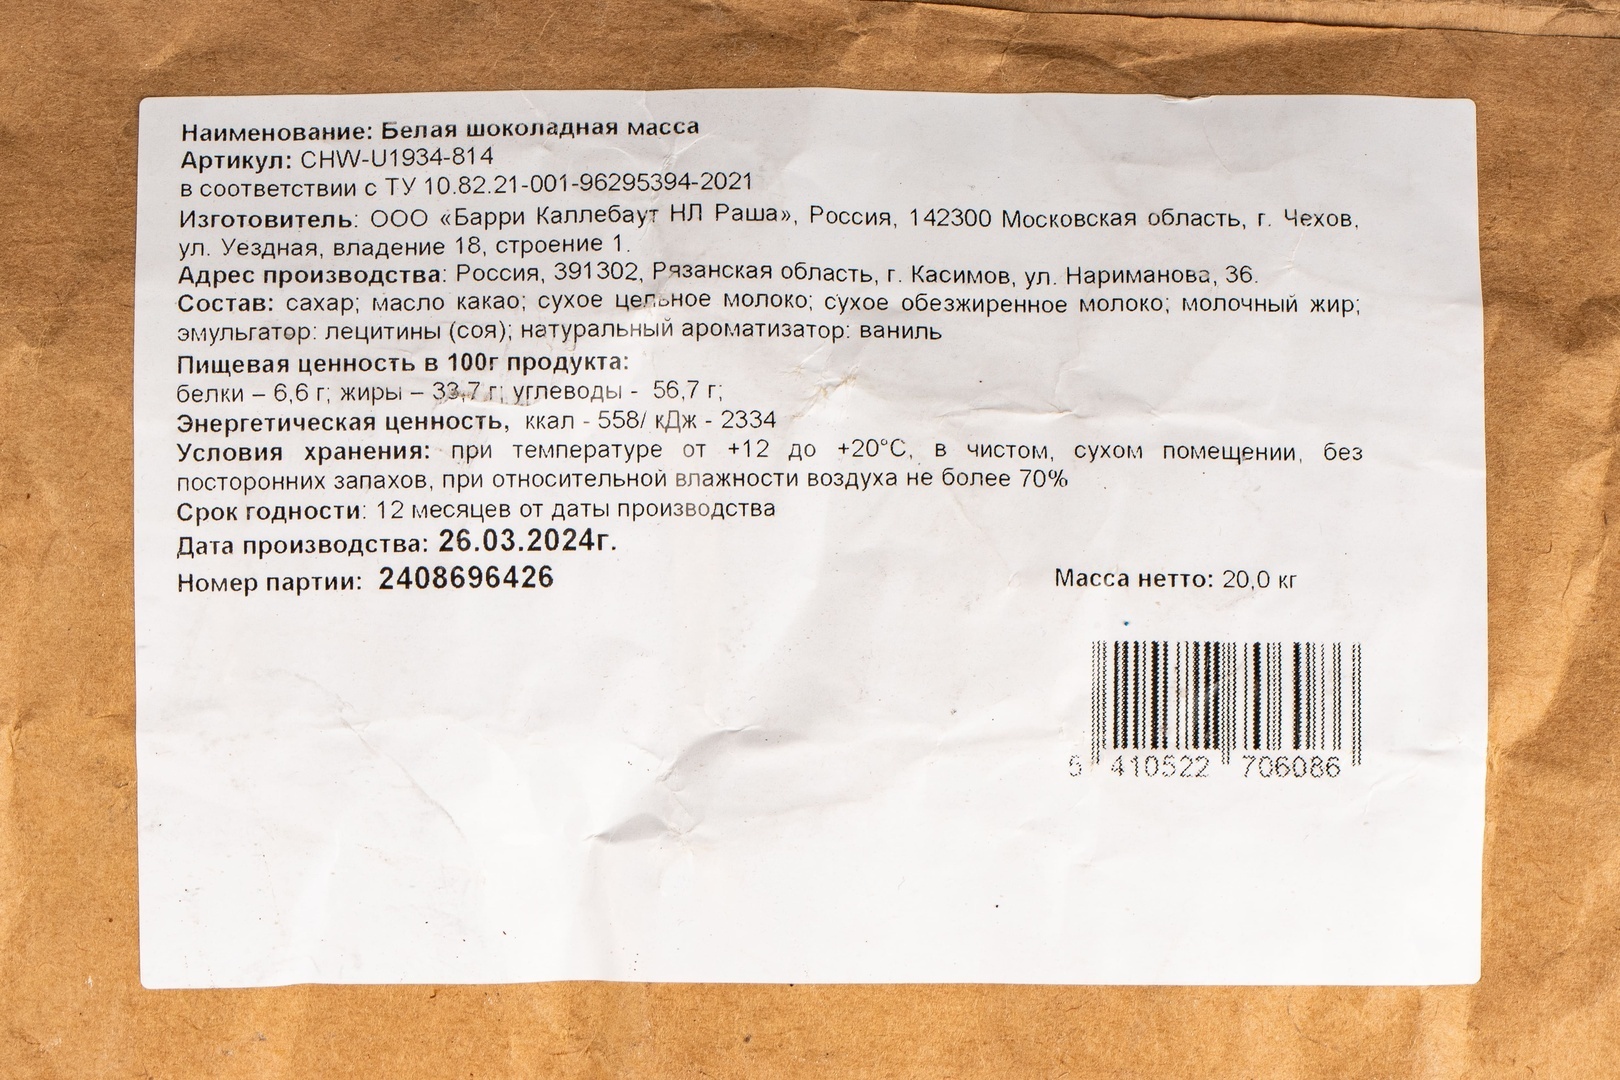 Наименование: Белая шоколадная масса
Артикул: CHW-U1934-814
в соответствии с ТУ 10.82.21-001-96295394-2021
Изготовитель: ООО «Барри Каллебаут НЛ Раша», Россия, 142300 Московская область, г. Чехов,
ул. Уездная, владение 18, строение 1.
Адрес производства: Россия, 391302, Рязанская область, г. Касимов, ул. Нариманова, 36.
Состав: сахар; масло какао; сухое цельное молоко; сухое обезжиренное молоко; молочный жир;
эмульгатор: лецитины (соя); натуральный ароматизатор: ваниль
Пищевая ценность в 100г продукта:
белки – 6,6 г; жиры – 33,7 г; углеводы - 56,7 г;
Энергетическая ценность, ккал - 558/ кДж - 2334
Условия хранения: при температуре от +12 до +20°С, в чистом, сухом помещении, без
посторонних запахов, при относительной влажности воздуха не более 70%
Срок годности: 12 месяцев от даты производства
Дата производства: 26.03.2024г.
Номер партии: 2408696426
Масса нетто: 20,0 кг
5 410522 706086